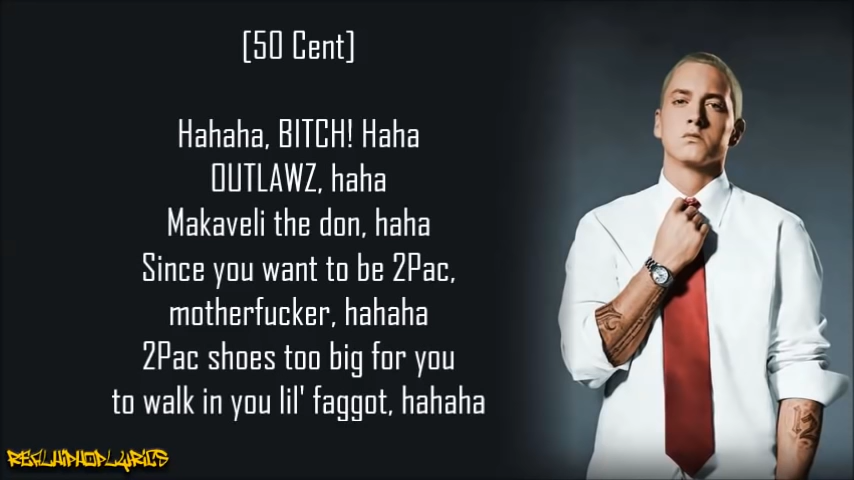 [50 Cent]
Hahaha, BITCH! Haha
OUTLAWZ, haha
Makaveli the don, haha
Since you want to be 2Pac,
motherfucker, hahaha
2Pac shoes too big for you
to walk in you lil' faggot, hahaha
REALHIPHOPLYRICS